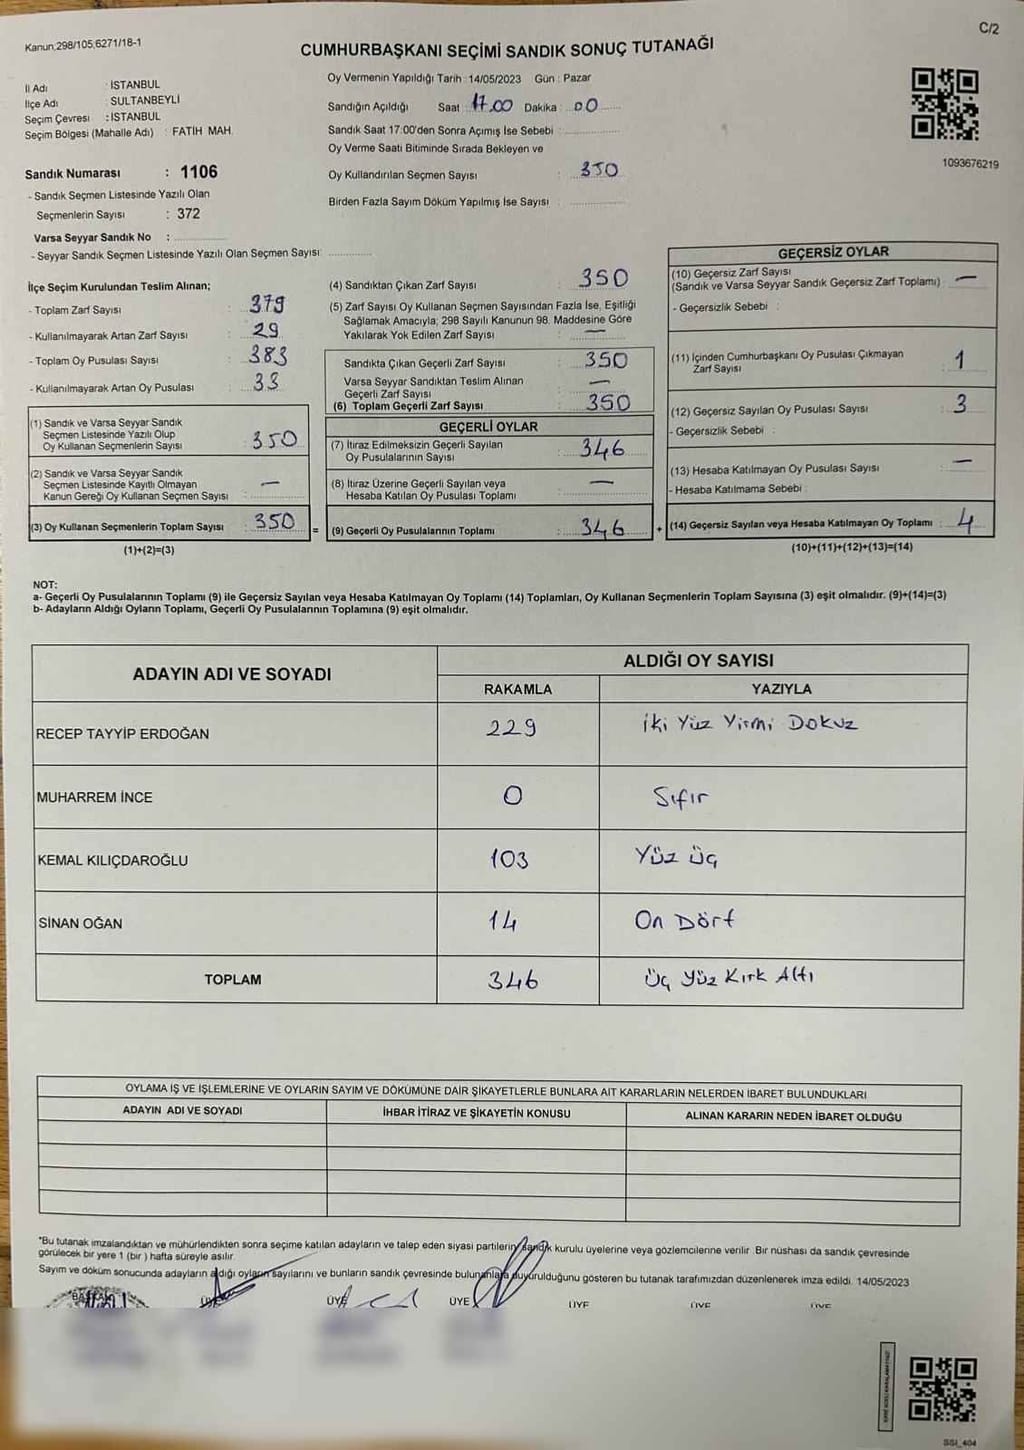 Kanun;298/105;6271/18-1
C/2
CUMHURBAŞKANI SEÇİMİ SANDIK SONUÇ TUTANAĞI
İl Adı : İSTANBUL
İlçe Adı : SULTANBEYLİ
Seçim Çevresi : İSTANBUL
Seçim Bölgesi (Mahalle Adı) : FATİH MAH.
Sandık Numarası : 1106
- Sandık Seçmen Listesinde Yazılı Olan
Seçmenlerin Sayısı : 372
Varsa Seyyar Sandık No :
- Seyyar Sandık Seçmen Listesinde Yazılı Olan Seçmen Sayısı:
Oy Vermenin Yapıldığı Tarih : 14/05/2023 Gün : Pazar
Sandığın Açıldığı Saat : 17.00 Dakika : 00
Sandık Saat 17:00'den Sonra Açımış İse Sebebi :
Oy Verme Saati Bitiminde Sırada Bekleyen ve
Oy Kullandırılan Seçmen Sayısı : 350
Birden Fazla Sayım Döküm Yapılmış İse Sayısı :
1093676219
İlçe Seçim Kurulundan Teslim Alınan;
- Toplam Zarf Sayısı : 379
- Kullanılmayarak Artan Zarf Sayısı : 29
- Toplam Oy Pusulası Sayısı : 383
- Kullanılmayarak Artan Oy Pusulası : 33
(1) Sandık ve Varsa Seyyar Sandık
Seçmen Listesinde Yazılı Olup
Oy Kullanan Seçmenlerin Sayısı : 350
(2) Sandık ve Varsa Seyyar Sandık
Seçmen Listesinde Kayıtlı Olmayan
Kanun Gereği Oy Kullanan Seçmen Sayısı : —
(3) Oy Kullanan Seçmenlerin Toplam Sayısı : 350 =
(1)+(2)=(3)
(4) Sandıktan Çıkan Zarf Sayısı : 350
(5) Zarf Sayısı Oy Kullanan Seçmen Sayısından Fazla İse, Eşitliği
Sağlamak Amacıyla; 298 Sayılı Kanunun 98. Maddesine Göre
Yakılarak Yok Edilen Zarf Sayısı : —
Sandıkta Çıkan Geçerli Zarf Sayısı : 350
Varsa Seyyar Sandıktan Teslim Alınan
Geçerli Zarf Sayısı : —
(6) Toplam Geçerli Zarf Sayısı : 350
GEÇERLİ OYLAR
(7) İtiraz Edilmeksizin Geçerli Sayılan
Oy Pusulalarının Sayısı : 346
(8) İtiraz Üzerine Geçerli Sayılan veya
Hesaba Katılan Oy Pusulası Toplamı : —
(9) Geçerli Oy Pusulalarının Toplamı : 346 +
GEÇERSİZ OYLAR
(10) Geçersiz Zarf Sayısı
(Sandık ve Varsa Seyyar Sandık Geçersiz Zarf Toplamı) : —
- Geçersizlik Sebebi :
(11) İçinden Cumhurbaşkanı Oy Pusulası Çıkmayan
Zarf Sayısı : 1
(12) Geçersiz Sayılan Oy Pusulası Sayısı : 3
- Geçersizlik Sebebi :
(13) Hesaba Katılmayan Oy Pusulası Sayısı : —
- Hesaba Katılmama Sebebi :
(14) Geçersiz Sayılan veya Hesaba Katılmayan Oy Toplamı : 4
(10)+(11)+(12)+(13)=(14)
NOT:
a- Geçerli Oy Pusulalarının Toplamı (9) ile Geçersiz Sayılan veya Hesaba Katılmayan Oy Toplamı (14) Toplamları, Oy Kullanan Seçmenlerin Toplam Sayısına (3) eşit olmalıdır. (9)+(14)=(3)
b- Adayların Aldığı Oyların Toplamı, Geçerli Oy Pusulalarının Toplamına (9) eşit olmalıdır.
ADAYIN ADI VE SOYADI ALDIĞI OY SAYISI
RAKAMLA YAZIYLA
RECEP TAYYİP ERDOĞAN 229 İki Yüz Yirmi Dokuz
MUHARREM İNCE 0 Sıfır
KEMAL KILIÇDAROĞLU 103 Yüz Üç
SİNAN OĞAN 14 On Dört
TOPLAM 346 Üç Yüz Kırk Altı
OYLAMA İŞ VE İŞLEMLERİNE VE OYLARIN SAYIM VE DÖKÜMÜNE DAİR ŞİKAYETLERLE BUNLARA AİT KARARLARIN NELERDEN İBARET BULUNDUKLARI
ADAYIN ADI VE SOYADI İHBAR İTİRAZ VE ŞİKAYETİN KONUSU ALINAN KARARIN NEDEN İBARET OLDUĞU
*Bu tutanak imzalandıktan ve mühürlendikten sonra seçime katılan adayların ve talep eden siyasi partilerin sandık kurulu üyelerine veya gözlemcilerine verilir. Bir nüshası da sandık çevresinde
görülecek bir yere 1 (bir ) hafta süreyle asılır.
Sayım ve döküm sonucunda adayların aldığı oyların sayılarını ve bunların sandık çevresinde bulunanlara duyurulduğunu gösteren bu tutanak tarafımızdan düzenlenerek imza edildi. 14/05/2023
BAŞKAN ÜYE ÜYE ÜYE ÜYE ÜYE ÜYE
SSI_404